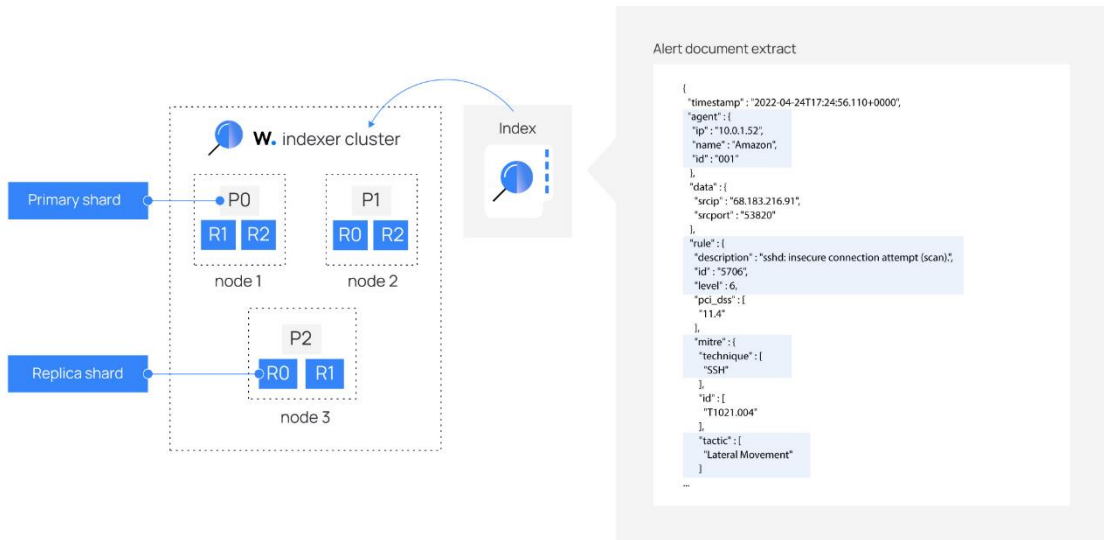 Alert document extract
W. indexer cluster
Index
Primary shard
P0
R1 R2
node 1
P1
R0 R2
node 2
Replica shard
P2
R0 R1
node 3
{
"timestamp" : "2022-04-24T17:24:56.110+0000",
"agent" : {
"ip" : "10.0.1.52",
"name" : "Amazon",
"id" : "001"
},
"data" : {
"srcip" : "68.183.216.91",
"srcport" : "53820"
},
"rule" : {
"description" : "sshd: insecure connection attempt (scan).",
"id" : "5706",
"level" : 6,
"pci_dss" : [
"11.4"
],
"mitre" : {
"technique" : [
"SSH"
],
"id" : [
"T1021.004"
],
"tactic" : [
"Lateral Movement"
]
...